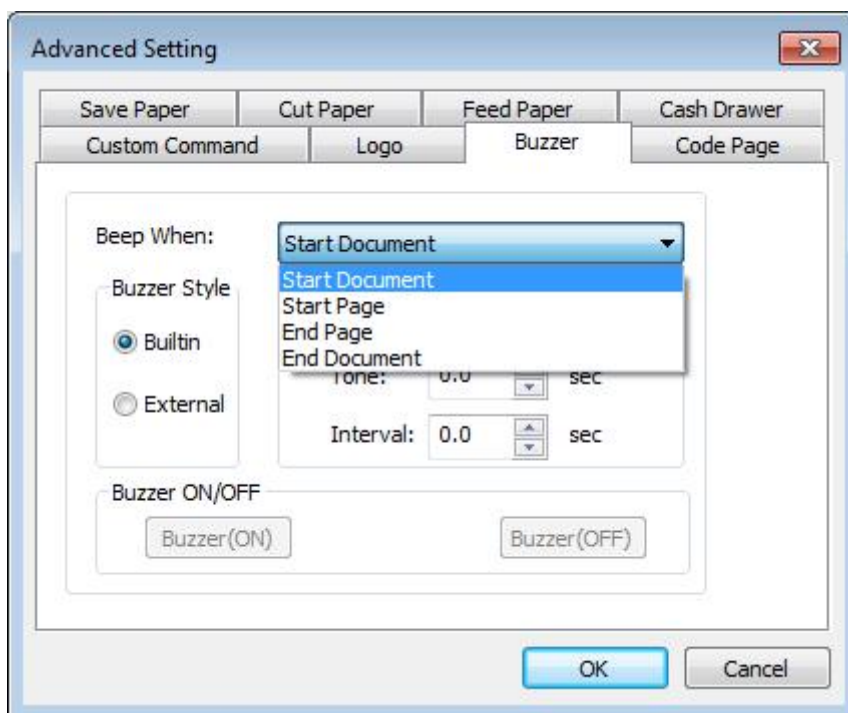 Advanced Setting
Save Paper Cut Paper Feed Paper Cash Drawer
Custom Command Logo Buzzer Code Page
Beep When: Start Document
Start Document
Start Page
End Page
End Document
Buzzer Style
Builtin
External
Tone: 0.0 sec
Interval: 0.0 sec
Buzzer ON/OFF
Buzzer(ON) Buzzer(OFF)
OK Cancel